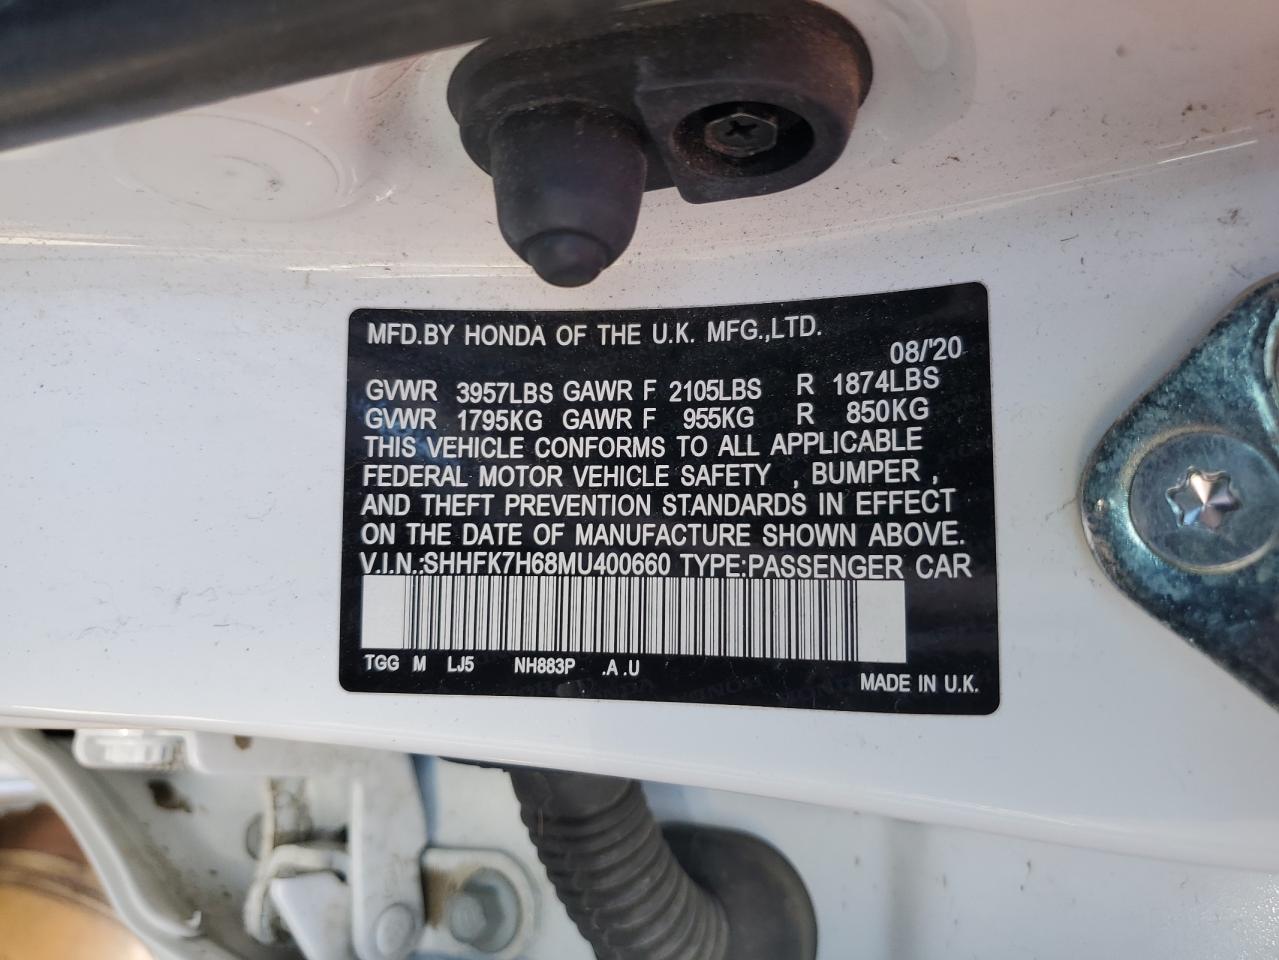 MFD.BY HONDA OF THE U.K. MFG.,LTD.
08/'20
GVWR 3957LBS GAWR F 2105LBS R 1874LBS
GVWR 1795KG GAWR F 955KG R 850KG
THIS VEHICLE CONFORMS TO ALL APPLICABLE
FEDERAL MOTOR VEHICLE SAFETY , BUMPER ,
AND THEFT PREVENTION STANDARDS IN EFFECT
ON THE DATE OF MANUFACTURE SHOWN ABOVE.
V.I.N.:SHHFK7H68MU400660 TYPE:PASSENGER CAR
TGG M LJ5 NH883P .A .U
MADE IN U.K.